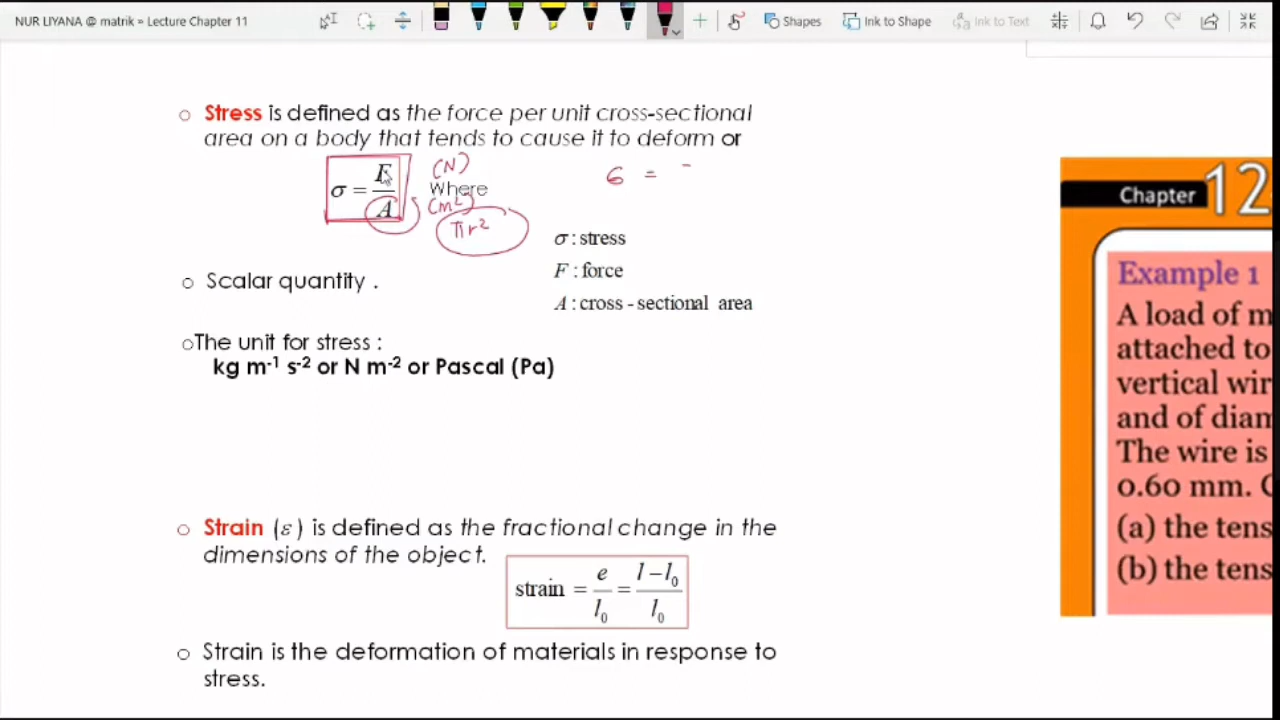 NUR LIYANA @ matrik » Lecture Chapter 11
Shapes
Ink to Shape
Ink to Text
Stress is defined as the force per unit cross-sectional
area on a body that tends to cause it to deform or
σ = F/A
(N)
Where
(m²)
πr²
6 =
σ : stress
F : force
A : cross - sectional area
Scalar quantity .
The unit for stress :
kg m⁻¹ s⁻² or N m⁻² or Pascal (Pa)
Strain (ε) is defined as the fractional change in the
dimensions of the object.
strain = e/l₀ = l – l₀/l₀
Strain is the deformation of materials in response to
stress.
Chapter 12
Example 1
A load of m
attached to
vertical wir
and of diam
The wire is
0.60 mm. C
(a) the tens
(b) the tens